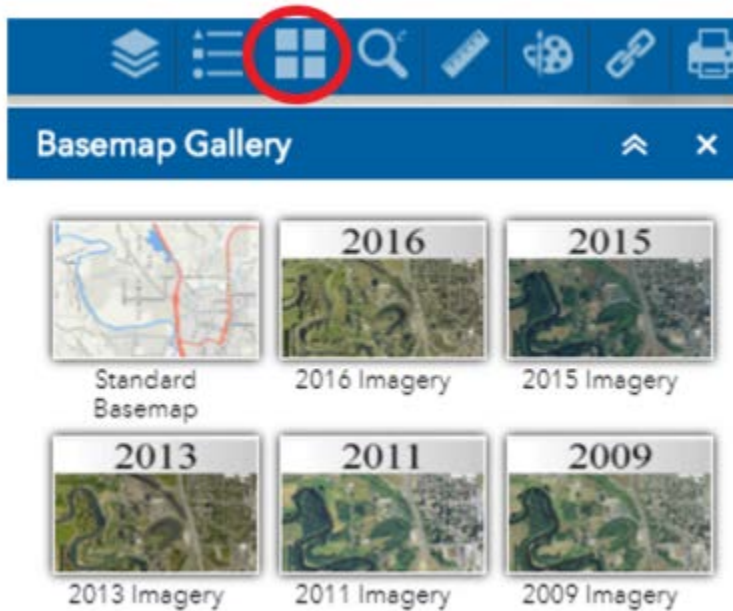 Basemap Gallery
2016
2015
Standard
Basemap
2016 Imagery
2015 Imagery
2013
2011
2009
2013 Imagery
2011 Imagery
2009 Imagery